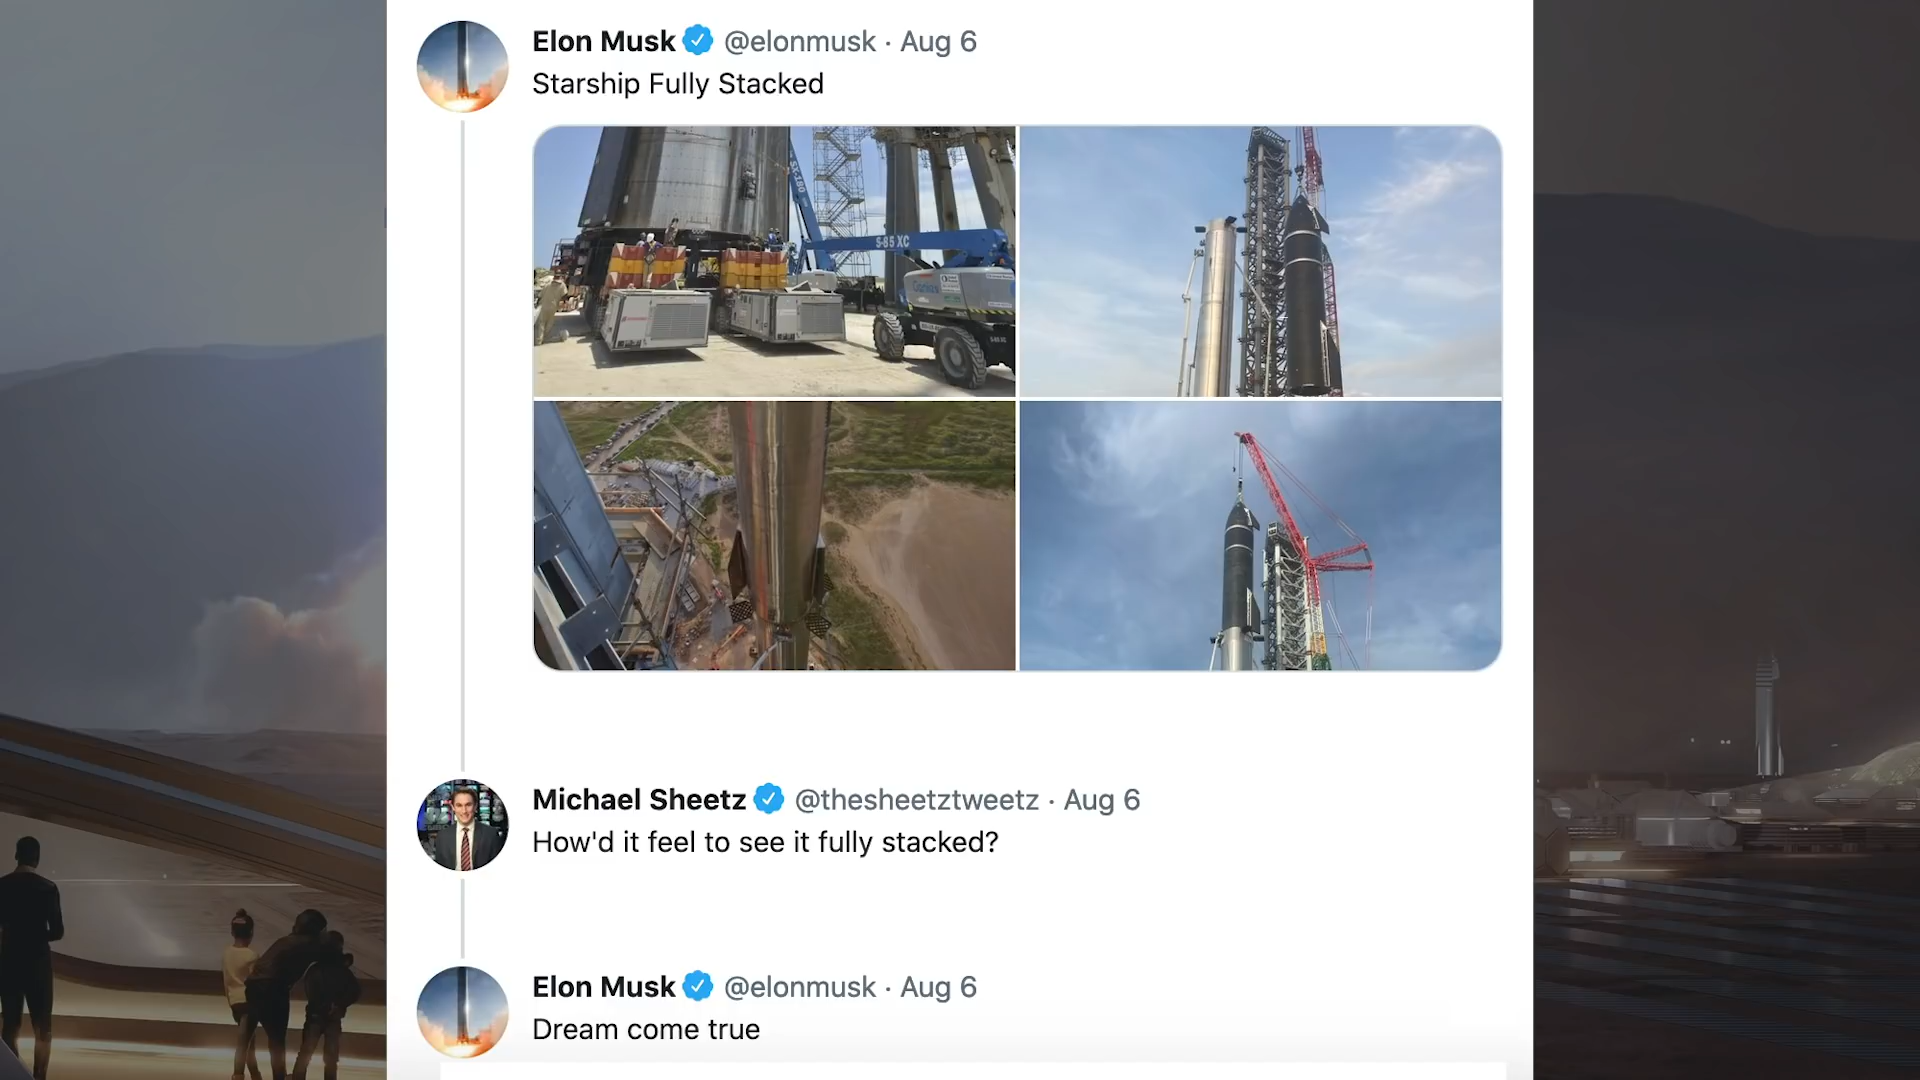 Elon Musk @elonmusk · Aug 6
Starship Fully Stacked
S-85 XC
Genie
Michael Sheetz @thesheetztweetz · Aug 6
How'd it feel to see it fully stacked?
Elon Musk @elonmusk · Aug 6
Dream come true